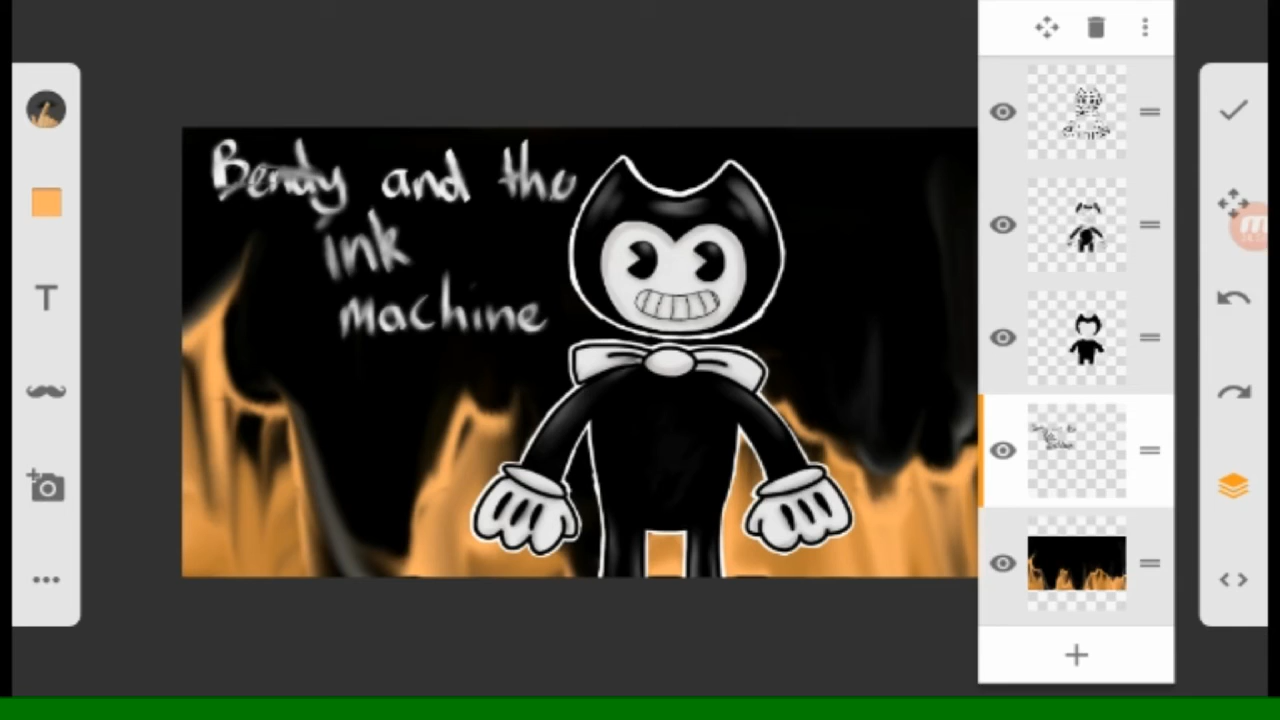 Bendy and the
ink
machine
T